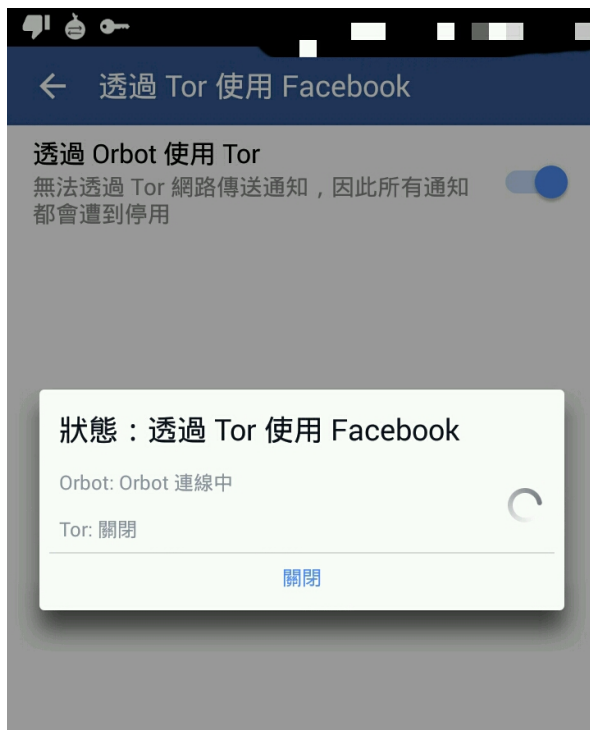 透過 Tor 使用 Facebook
透過 Orbot 使用 Tor
無法透過 Tor 網路傳送通知，因此所有通知
都會遭到停用
狀態：透過 Tor 使用 Facebook
Orbot: Orbot 連線中
Tor: 關閉
關閉